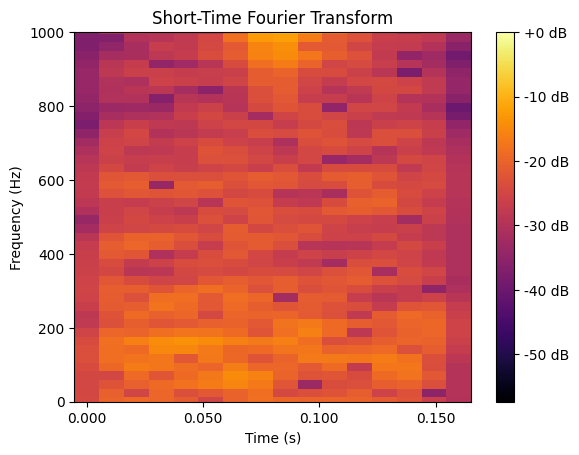 Short-Time Fourier Transform
1000
800
600
400
200
0
Frequency (Hz)
0.000
0.050
0.100
0.150
Time (s)
+0 dB
-10 dB
-20 dB
-30 dB
-40 dB
-50 dB